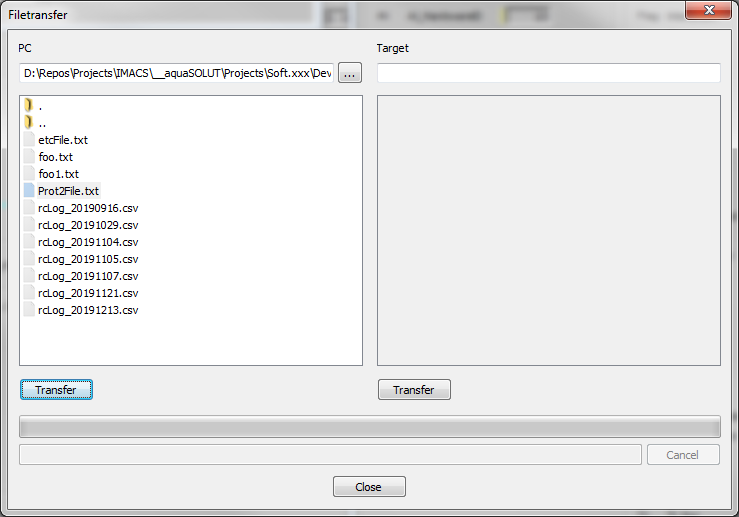 Filetransfer
PC
Target
D:\Repos\Projects\IMACS\__aquaSOLUT\Projects\Soft.xxx\Dev
...
.
..
etcFile.txt
foo.txt
foo1.txt
Prot2File.txt
rcLog_20190916.csv
rcLog_20191029.csv
rcLog_20191104.csv
rcLog_20191105.csv
rcLog_20191107.csv
rcLog_20191121.csv
rcLog_20191213.csv
Transfer
Transfer
Cancel
Close